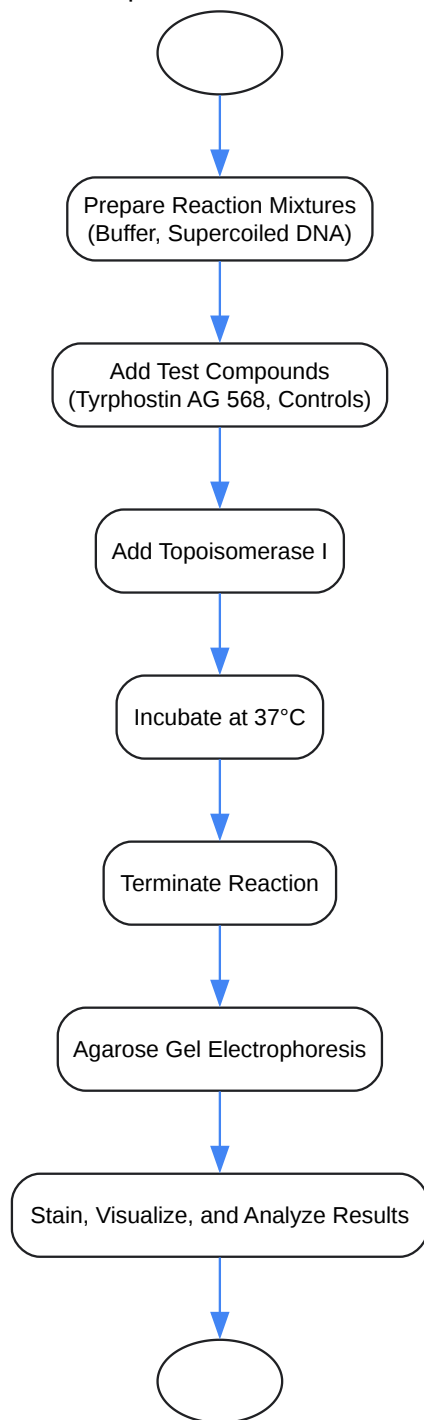 Prepare Reaction Mixtures
(Buffer, Supercoiled DNA)
Add Test Compounds
(Tyrphostin AG 568, Controls)
Add Topoisomerase I
Incubate at 37°C
Terminate Reaction
Agarose Gel Electrophoresis
Stain, Visualize, and Analyze Results